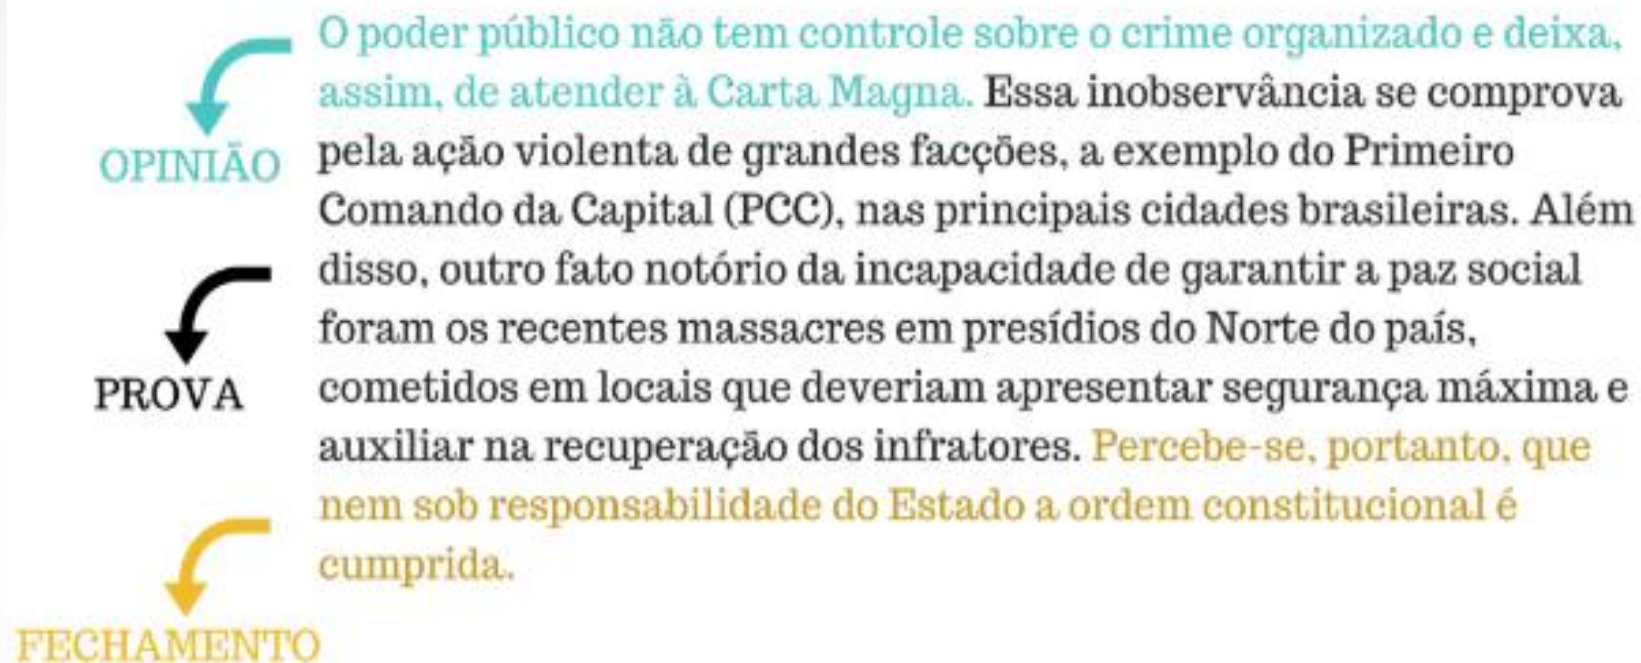 O poder público não tem controle sobre o crime organizado e deixa,
assim, de atender à Carta Magna. Essa inobservância se comprova
pela ação violenta de grandes facções, a exemplo do Primeiro
Comando da Capital (PCC), nas principais cidades brasileiras. Além
disso, outro fato notório da incapacidade de garantir a paz social
foram os recentes massacres em presídios do Norte do país,
cometidos em locais que deveriam apresentar segurança máxima e
auxiliar na recuperação dos infratores. Percebe-se, portanto, que
nem sob responsabilidade do Estado a ordem constitucional é
cumprida.
OPINIÃO
PROVA
FECHAMENTO